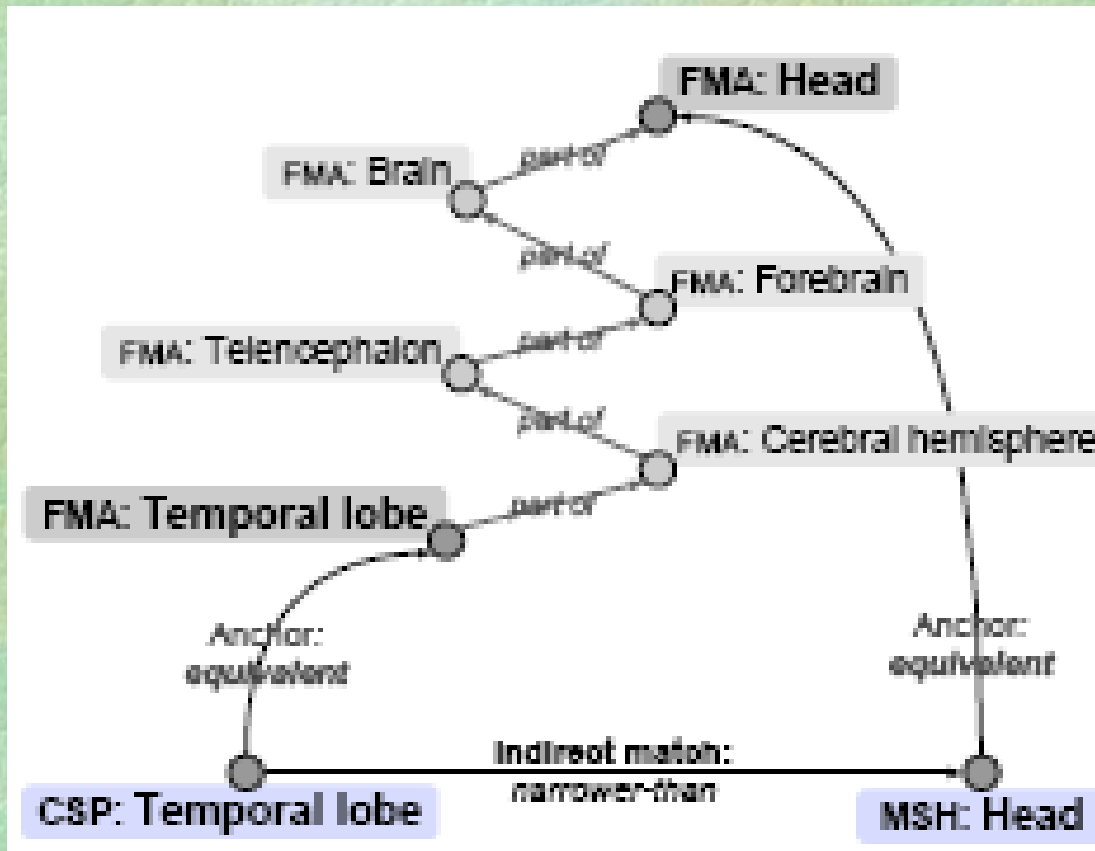 FMA: Head
part of
FMA: Brain
part of
FMA: Forebrain
part of
FMA: Telencephalon
part of
FMA: Cerebral hemisphere
part of
FMA: Temporal lobe
Anchor:
equivalent
Anchor:
equivalent
Indirect match:
narrower-than
CSP: Temporal lobe
MSH: Head